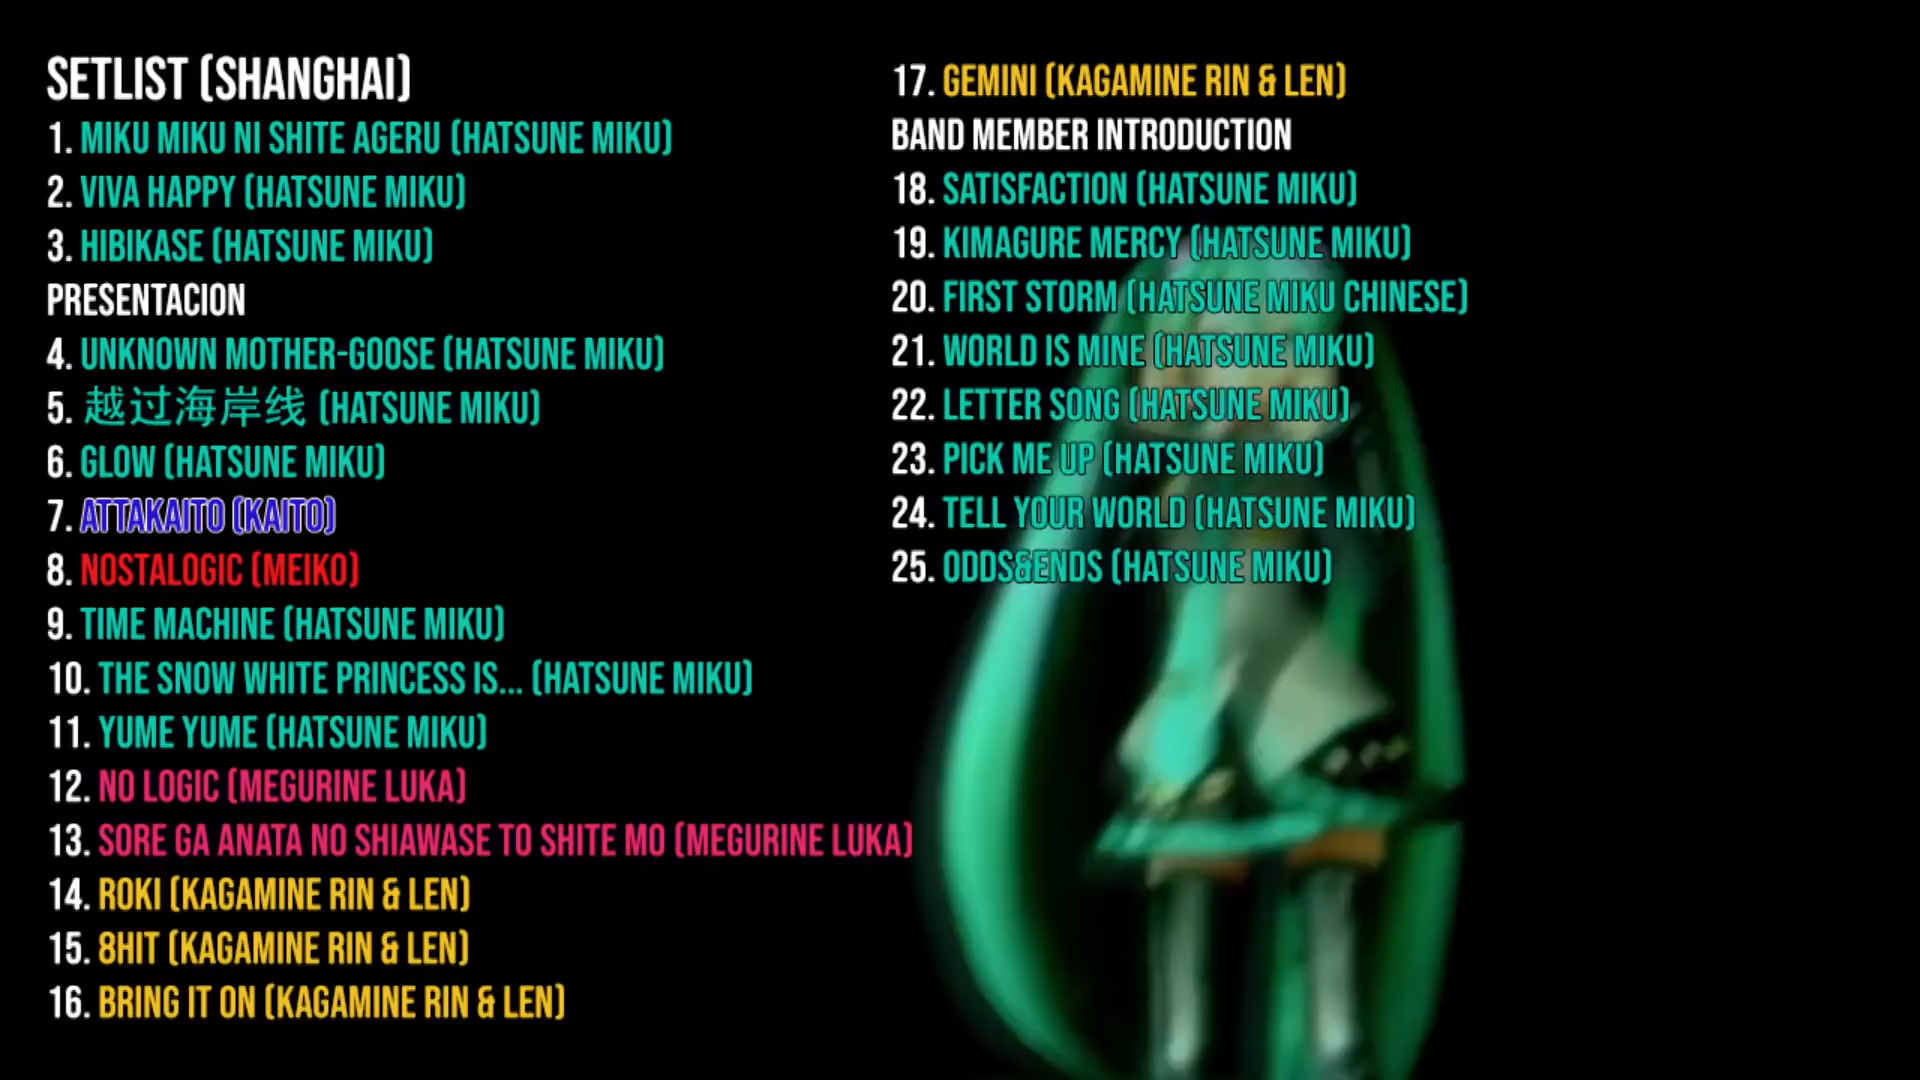 SETLIST (SHANGHAI)
1. MIKU MIKU NI SHITE AGERU (HATSUNE MIKU)
2. VIVA HAPPY (HATSUNE MIKU)
3. HIBIKASE (HATSUNE MIKU)
PRESENTACION
4. UNKNOWN MOTHER-GOOSE (HATSUNE MIKU)
5. 越过海岸线 (HATSUNE MIKU)
6. GLOW (HATSUNE MIKU)
7. ATTAKAITO (KAITO)
8. NOSTALOGIC (MEIKO)
9. TIME MACHINE (HATSUNE MIKU)
10. THE SNOW WHITE PRINCESS IS... (HATSUNE MIKU)
11. YUME YUME (HATSUNE MIKU)
12. NO LOGIC (MEGURINE LUKA)
13. SORE GA ANATA NO SHIAWASE TO SHITE MO (MEGURINE LUKA)
14. ROKI (KAGAMINE RIN & LEN)
15. 8HIT (KAGAMINE RIN & LEN)
16. BRING IT ON (KAGAMINE RIN & LEN)
17. GEMINI (KAGAMINE RIN & LEN)
BAND MEMBER INTRODUCTION
18. SATISFACTION (HATSUNE MIKU)
19. KIMAGURE MERCY (HATSUNE MIKU)
20. FIRST STORM (HATSUNE MIKU CHINESE)
21. WORLD IS MINE (HATSUNE MIKU)
22. LETTER SONG (HATSUNE MIKU)
23. PICK ME UP (HATSUNE MIKU)
24. TELL YOUR WORLD (HATSUNE MIKU)
25. ODDS&ENDS (HATSUNE MIKU)